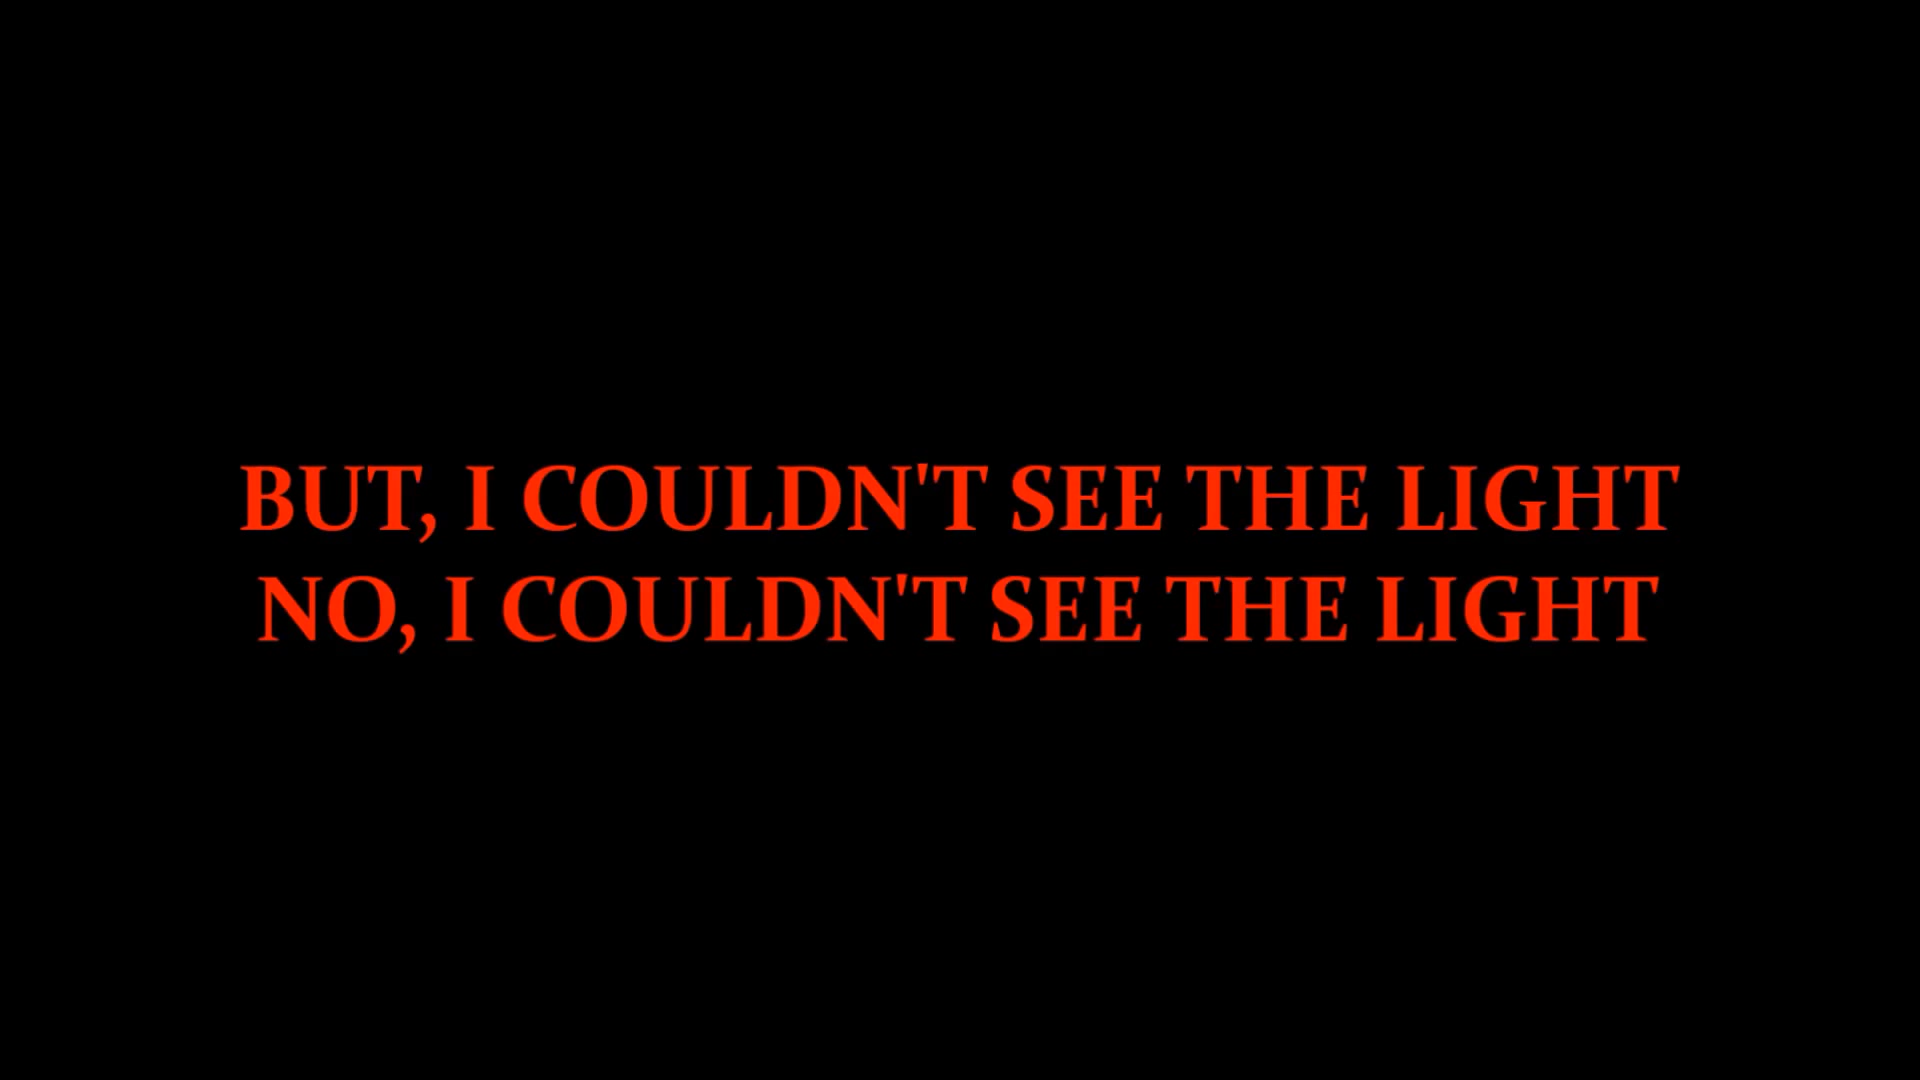 BUT, I COULDN'T SEE THE LIGHT
NO, I COULDN'T SEE THE LIGHT